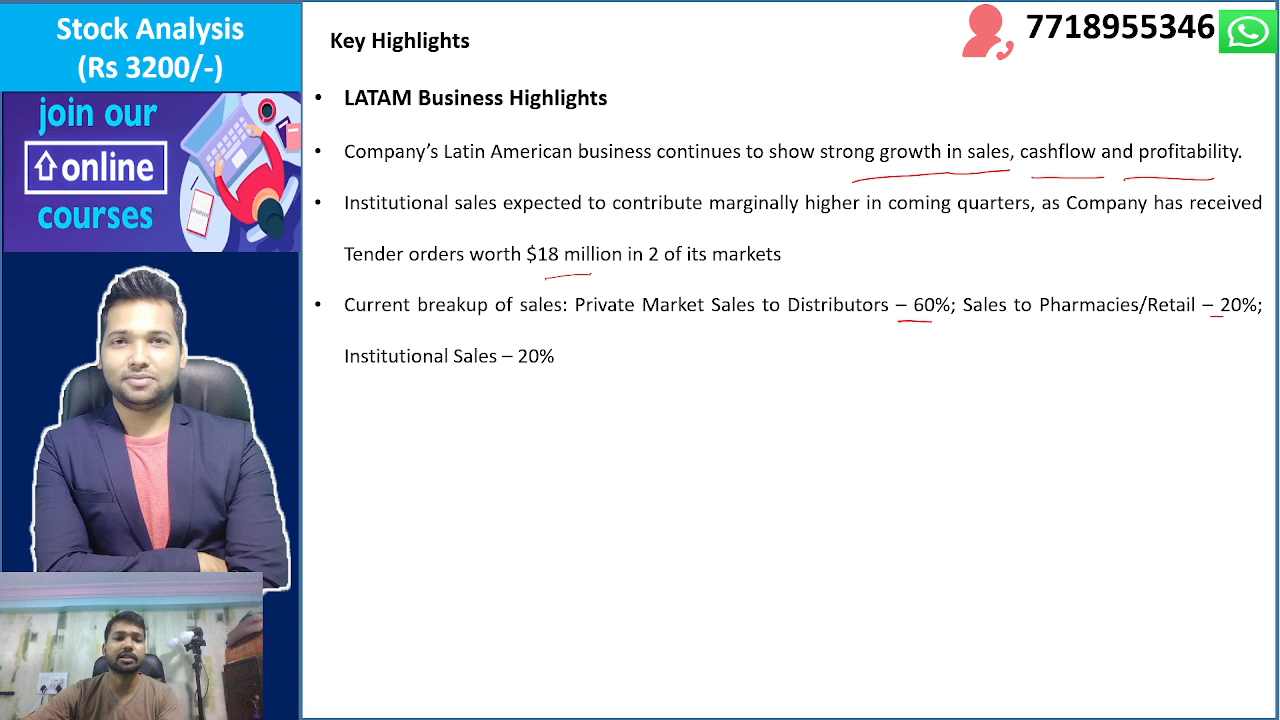 Stock Analysis
(Rs 3200/-)
join our
online
courses
7718955346
Key Highlights
• LATAM Business Highlights
• Company’s Latin American business continues to show strong growth in sales, cashflow and profitability.
• Institutional sales expected to contribute marginally higher in coming quarters, as Company has received
Tender orders worth $18 million in 2 of its markets
• Current breakup of sales: Private Market Sales to Distributors – 60%; Sales to Pharmacies/Retail – 20%;
Institutional Sales – 20%